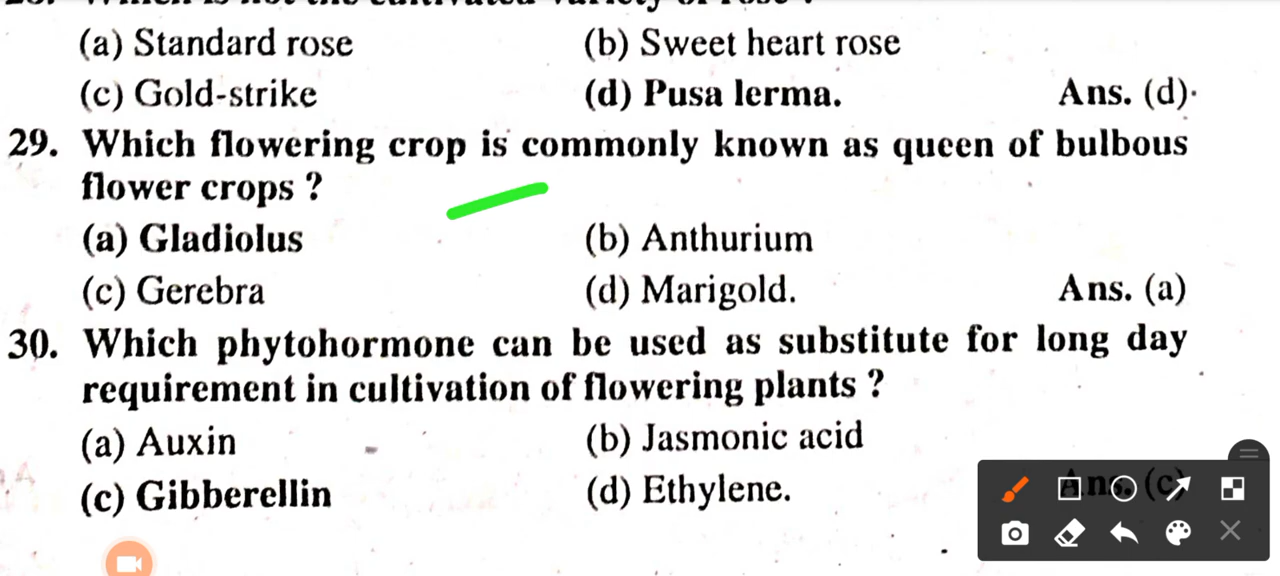 (a) Standard rose (b) Sweet heart rose
(c) Gold-strike (d) Pusa lerma. Ans. (d)
29. Which flowering crop is commonly known as queen of bulbous
flower crops ?
(a) Gladiolus (b) Anthurium
(c) Gerebra (d) Marigold. Ans. (a)
30. Which phytohormone can be used as substitute for long day
requirement in cultivation of flowering plants ?
(a) Auxin (b) Jasmonic acid
(c) Gibberellin (d) Ethylene. Ans. (c)